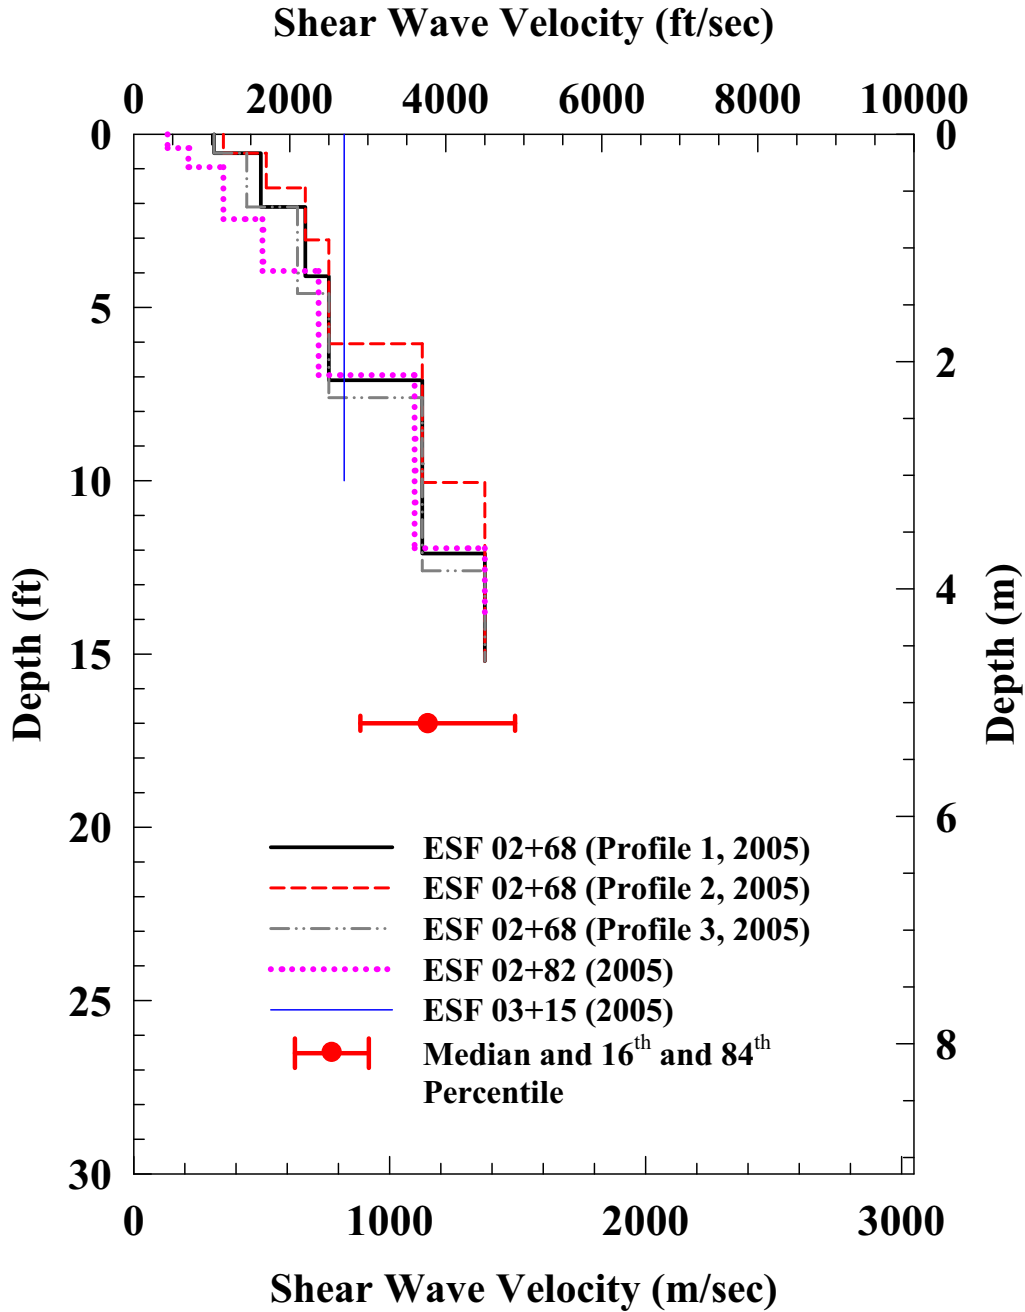 Shear Wave Velocity (ft/sec)
0 2000 4000 6000 8000 10000
0 0
5
2
10
4
15
20
6
25
8
30
Depth (ft)
Depth (m)
ESF 02+68 (Profile 1, 2005)
ESF 02+68 (Profile 2, 2005)
ESF 02+68 (Profile 3, 2005)
ESF 02+82 (2005)
ESF 03+15 (2005)
Median and 16th and 84th
Percentile
0 1000 2000 3000
Shear Wave Velocity (m/sec)